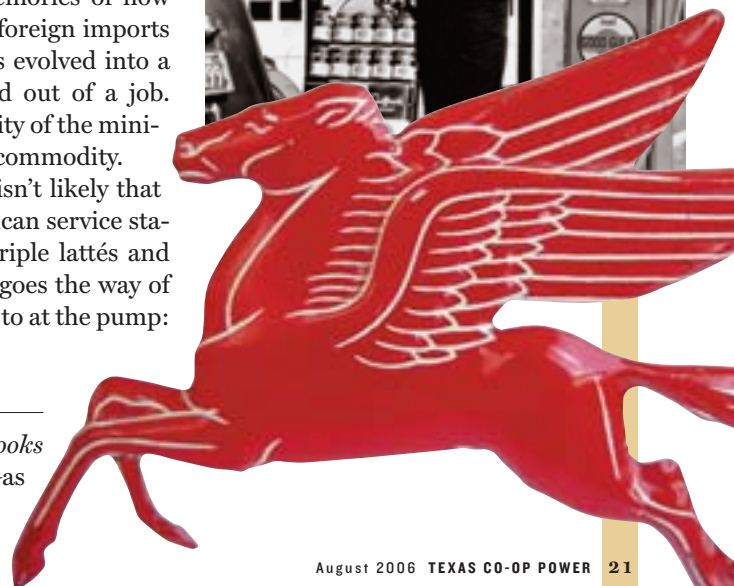 emories of how
foreign imports
s evolved into a
d out of a job.
ity of the mini-
commodity.
isn't likely that
can service sta-
riple lattés and
goes the way of
to at the pump:
ooks
as
GOOD GULF
August 2006 TEXAS CO-OP POWER 21